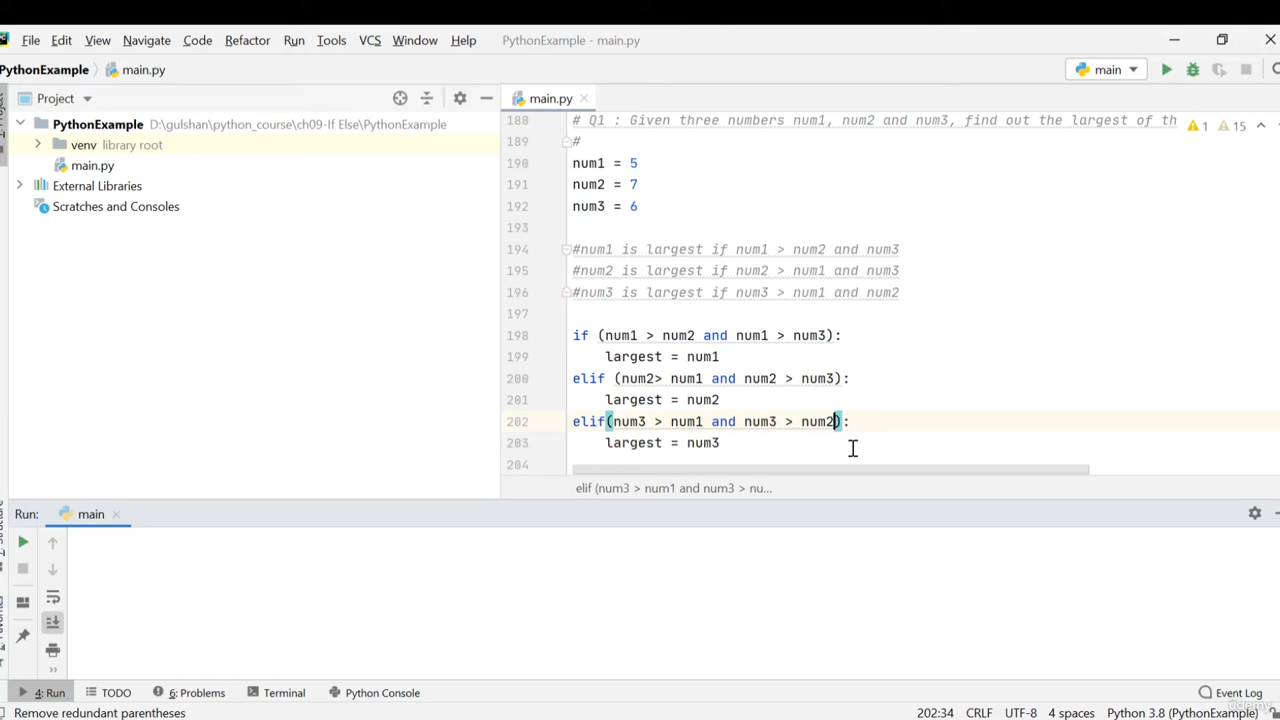 File Edit View Navigate Code Refactor Run Tools VCS Window Help PythonExample - main.py
PythonExample main.py main
Project main.py
PythonExample D:\gulshan\python_course\ch09-If Else\PythonExample
venv library root
main.py
External Libraries
Scratches and Consoles
188 # Q1 : Given three numbers num1, num2 and num3, find out the largest of th 1 15
189 #
190 num1 = 5
191 num2 = 7
192 num3 = 6
193
194 #num1 is largest if num1 > num2 and num3
195 #num2 is largest if num2 > num1 and num3
196 #num3 is largest if num3 > num1 and num2
197
198 if (num1 > num2 and num1 > num3):
199 largest = num1
200 elif (num2> num1 and num2 > num3):
201 largest = num2
202 elif(num3 > num1 and num3 > num2):
203 largest = num3
204
elif (num3 > num1 and num3 > nu...
Run: main
4: Run TODO 6: Problems Terminal Python Console Event Log
Remove redundant parentheses 202:34 CRLF UTF-8 4 spaces Python 3.8 (PythonExample)
ûdemy